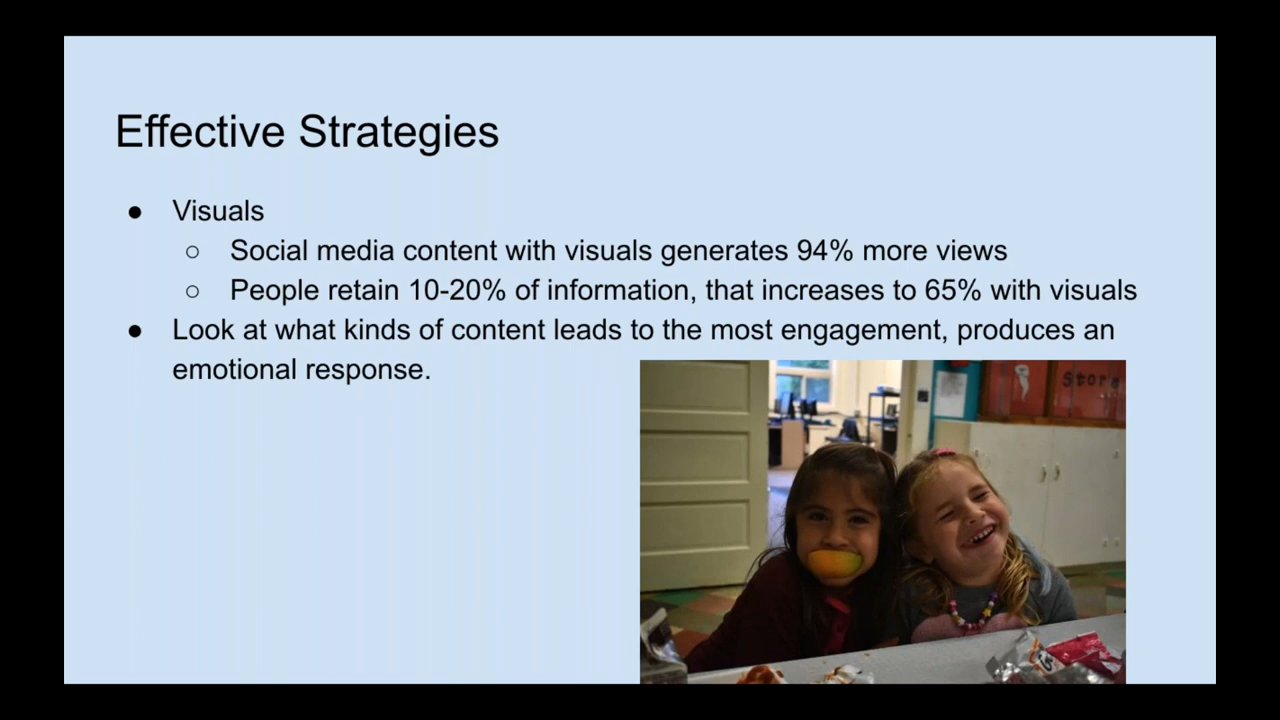 Effective Strategies
● Visuals
○ Social media content with visuals generates 94% more views
○ People retain 10-20% of information, that increases to 65% with visuals
● Look at what kinds of content leads to the most engagement, produces an
emotional response.
Store